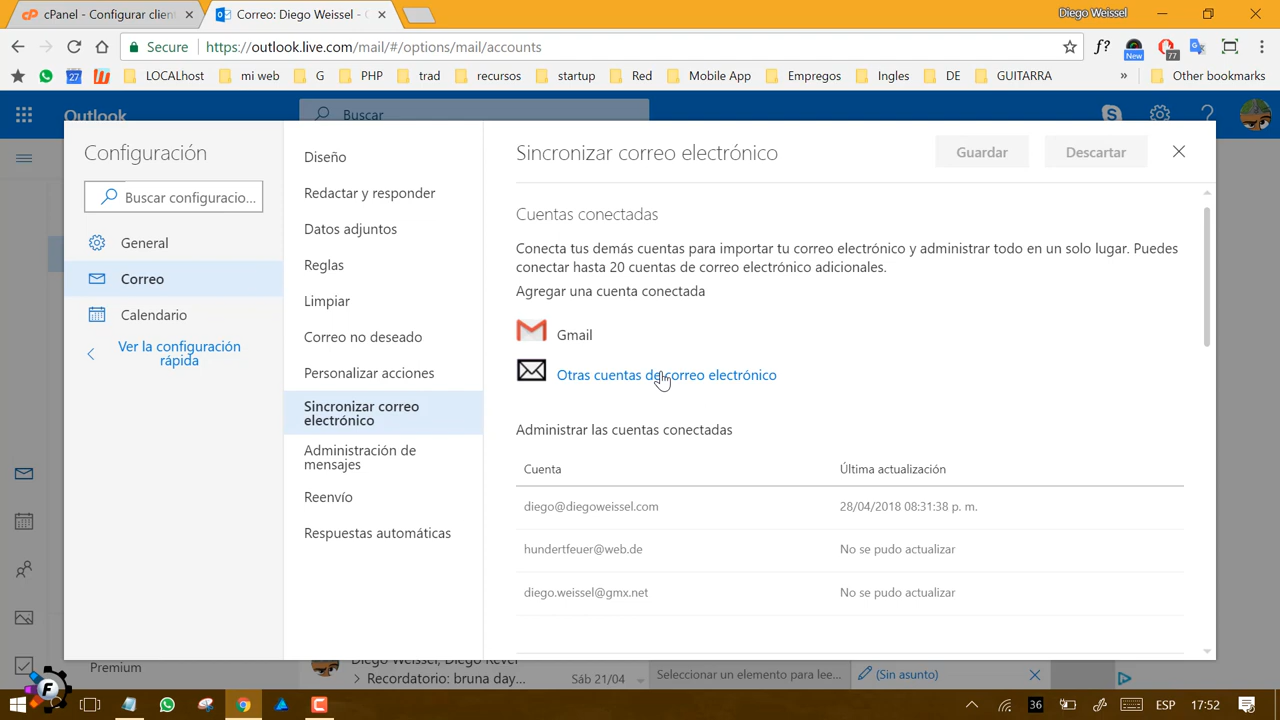 cPanel - Configurar client
Correo: Diego Weissel - O
Diego Weissel
Secure
https://outlook.live.com/mail/#/options/mail/accounts
f?
New
77
27
LOCALhost
mi web
G
PHP
trad
recursos
startup
Red
Mobile App
Empregos
Ingles
DE
GUITARRA
»
Other bookmarks
Outlook
Buscar
?
Configuración
Buscar configuracio...
General
Correo
Calendario
Ver la configuración
rápida
Diseño
Redactar y responder
Datos adjuntos
Reglas
Limpiar
Correo no deseado
Personalizar acciones
Sincronizar correo
electrónico
Administración de
mensajes
Reenvío
Respuestas automáticas
Sincronizar correo electrónico
Guardar
Descartar
Cuentas conectadas
Conecta tus demás cuentas para importar tu correo electrónico y administrar todo en un solo lugar. Puedes
conectar hasta 20 cuentas de correo electrónico adicionales.
Agregar una cuenta conectada
Gmail
Otras cuentas de correo electrónico
Administrar las cuentas conectadas
Cuenta
Última actualización
diego@diegoweissel.com
28/04/2018 08:31:38 p. m.
hundertfeuer@web.de
No se pudo actualizar
diego.weissel@gmx.net
No se pudo actualizar
Premium
Diego Weissel, Diego Rever
Recordatorio: bruna day...
Sáb 21/04
Seleccionar un elemento para lee...
(Sin asunto)
F
36
ESP
17:52